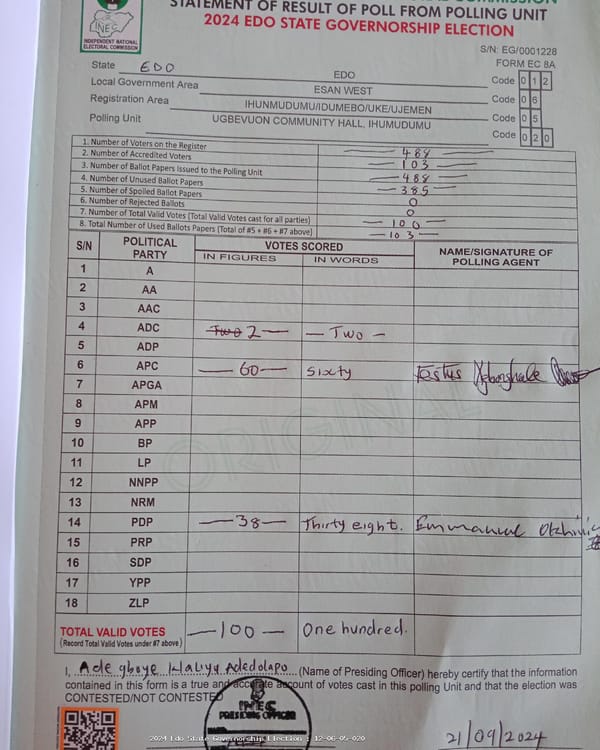 STATEMENT OF RESULT OF POLL FROM POLLING UNIT
2024 EDO STATE GOVERNORSHIP ELECTION
INEC
INDEPENDENT NATIONAL
ELECTORAL COMMISSION
S/N: EG/0001228
FORM EC 8A
State EDO EDO Code 0 1 2
Local Government Area ESAN WEST Code 0 6
Registration Area IHUNMUDUMU/IDUMEBO/UKE/UJEMEN Code 0 5
Polling Unit UGBEVUON COMMUNITY HALL, IHUMUDUMU Code 0 2 0
1. Number of Voters on the Register 488
2. Number of Accredited Voters 103
3. Number of Ballot Papers Issued to the Polling Unit 488
4. Number of Unused Ballot Papers 385
5. Number of Spoiled Ballot Papers 0
6. Number of Rejected Ballots 0
7. Number of Total Valid Votes (Total Valid Votes cast for all parties) 100
8. Total Number of Used Ballots Papers (Total of #5 + #6 + #7 above) 103
S/N POLITICAL PARTY VOTES SCORED NAME/SIGNATURE OF POLLING AGENT
IN FIGURES IN WORDS
1 A
2 AA
3 AAC
4 ADC Two 2 Two
5 ADP
6 APC 60 Sixty Festus
7 APGA
8 APM
9 APP
10 BP
11 LP
12 NNPP
13 NRM
14 PDP 38 Thirty eight. Emmanuel
15 PRP
16 SDP
17 YPP
18 ZLP
ORIGINAL
TOTAL VALID VOTES 100 One hundred.
(Record Total Valid Votes under #7 above)
I, Adegboye Waliyu Adedolapo (Name of Presiding Officer) hereby certify that the information
contained in this form is a true and accurate account of votes cast in this polling Unit and that the election was
CONTESTED/NOT CONTESTED
INEC
PRESIDING OFFICER
21/09/2024
2024 Edo State Governorship Election : 12-06-05-020